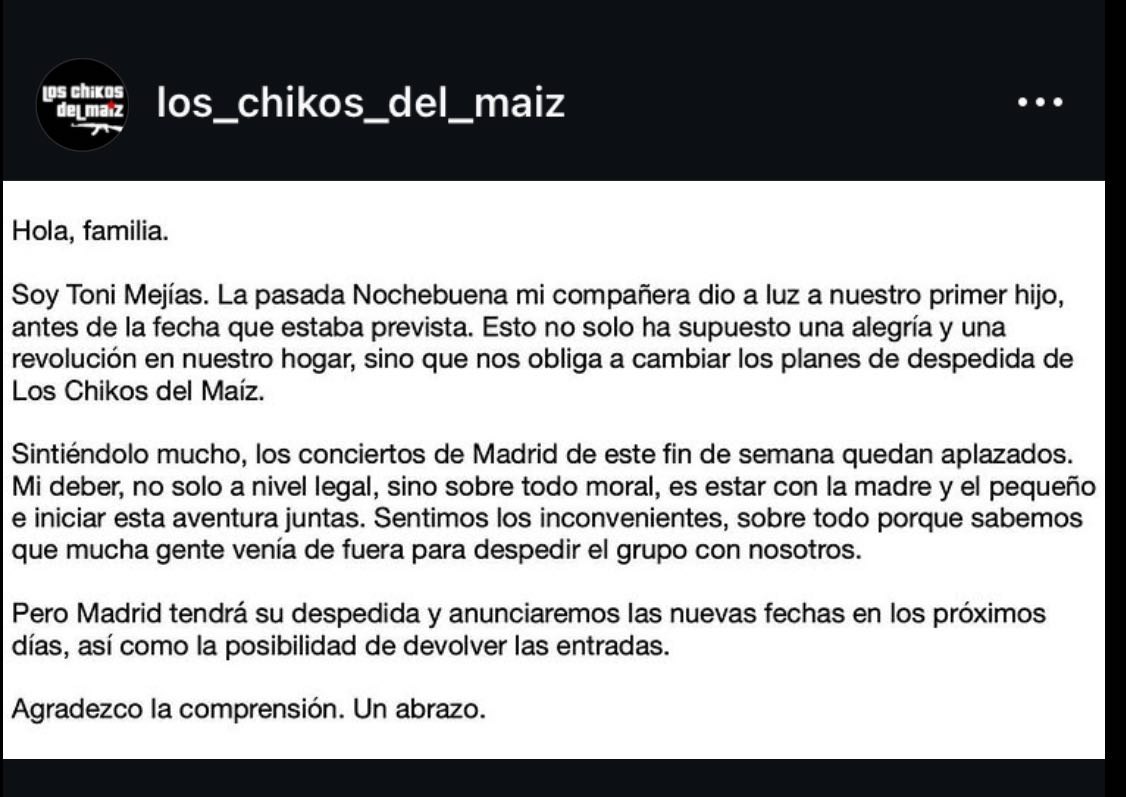 los chikos
del maiz
los_chikos_del_maiz
Hola, familia.
Soy Toni Mejías. La pasada Nochebuena mi compañera dio a luz a nuestro primer hijo,
antes de la fecha que estaba prevista. Esto no solo ha supuesto una alegría y una
revolución en nuestro hogar, sino que nos obliga a cambiar los planes de despedida de
Los Chikos del Maíz.
Sintiéndolo mucho, los conciertos de Madrid de este fin de semana quedan aplazados.
Mi deber, no solo a nivel legal, sino sobre todo moral, es estar con la madre y el pequeño
e iniciar esta aventura juntas. Sentimos los inconvenientes, sobre todo porque sabemos
que mucha gente venía de fuera para despedir el grupo con nosotros.
Pero Madrid tendrá su despedida y anunciaremos las nuevas fechas en los próximos
días, así como la posibilidad de devolver las entradas.
Agradezco la comprensión. Un abrazo.